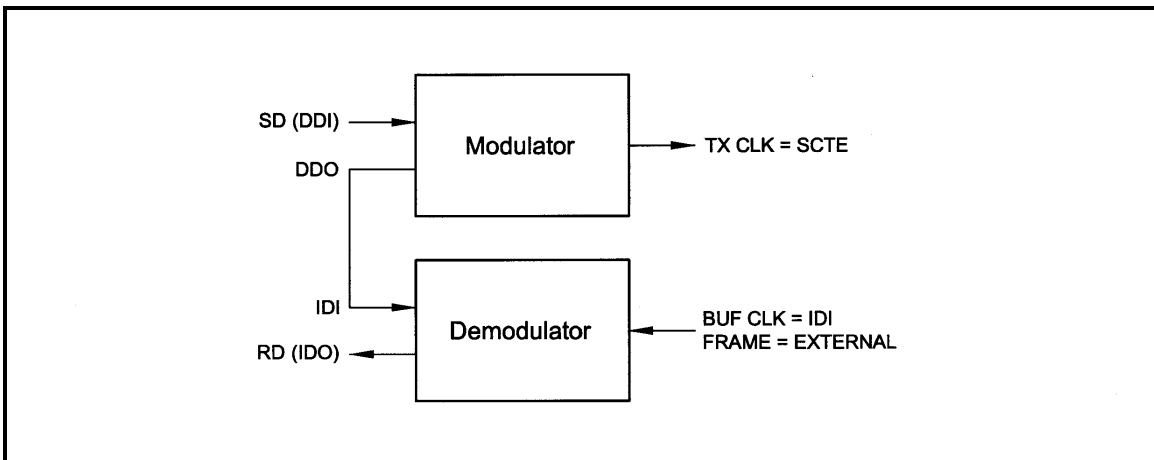 SD (DDI)
Modulator
TX CLK = SCTE
DDO
IDI
Demodulator
BUF CLK = IDI
FRAME = EXTERNAL
RD (IDO)